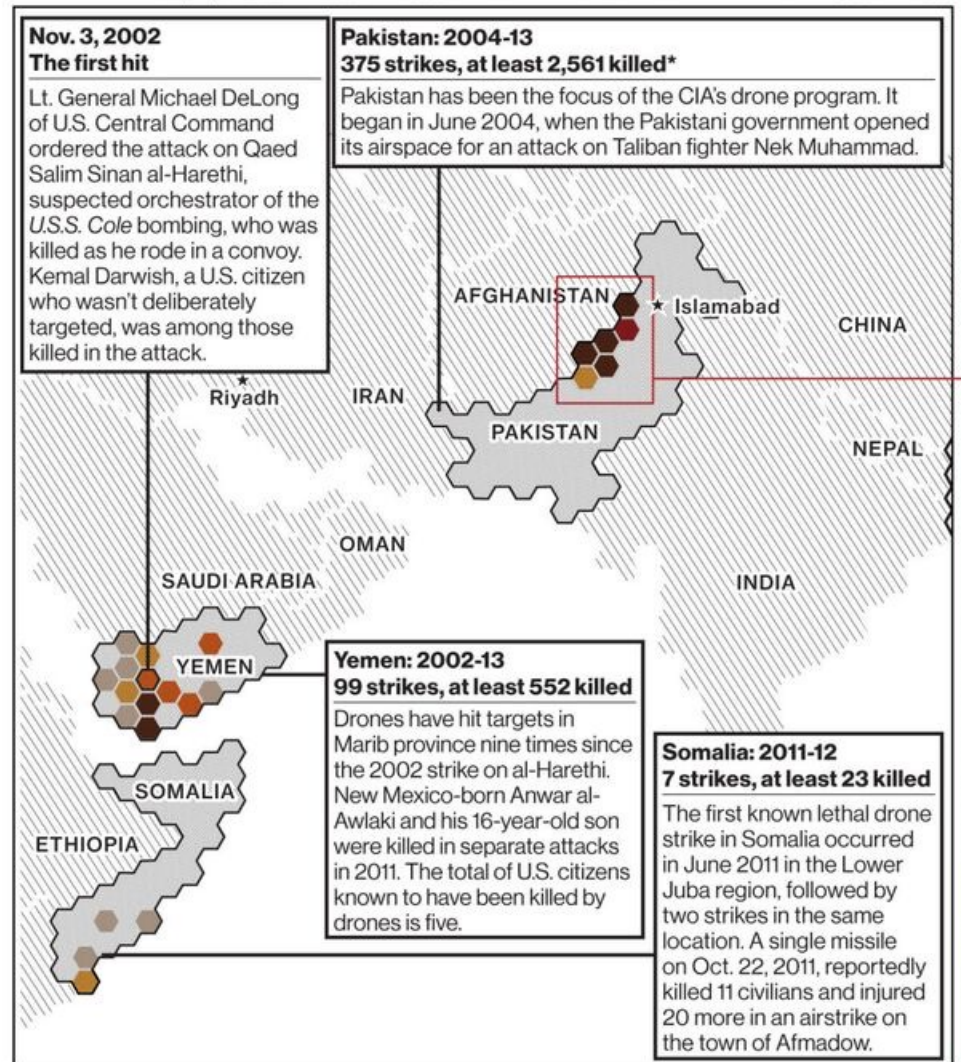 Nov. 3, 2002
The first hit
Lt. General Michael DeLong
of U.S. Central Command
ordered the attack on Qaed
Salim Sinan al-Harethi,
suspected orchestrator of the
U.S.S. Cole bombing, who was
killed as he rode in a convoy.
Kemal Darwish, a U.S. citizen
who wasn't deliberately
targeted, was among those
killed in the attack.
Pakistan: 2004-13
375 strikes, at least 2,561 killed*
Pakistan has been the focus of the CIA's drone program. It
began in June 2004, when the Pakistani government opened
its airspace for an attack on Taliban fighter Nek Muhammad.
AFGHANISTAN
Islamabad
CHINA
Riyadh
IRAN
PAKISTAN
NEPAL
OMAN
SAUDI ARABIA
INDIA
YEMEN
Yemen: 2002-13
99 strikes, at least 552 killed
Drones have hit targets in
Marib province nine times since
the 2002 strike on al-Harethi.
New Mexico-born Anwar al-
Awlaki and his 16-year-old son
were killed in separate attacks
in 2011. The total of U.S. citizens
known to have been killed by
drones is five.
SOMALIA
ETHIOPIA
Somalia: 2011-12
7 strikes, at least 23 killed
The first known lethal drone
strike in Somalia occurred
in June 2011 in the Lower
Juba region, followed by
two strikes in the same
location. A single missile
on Oct. 22, 2011, reportedly
killed 11 civilians and injured
20 more in an airstrike on
the town of Afmadow.